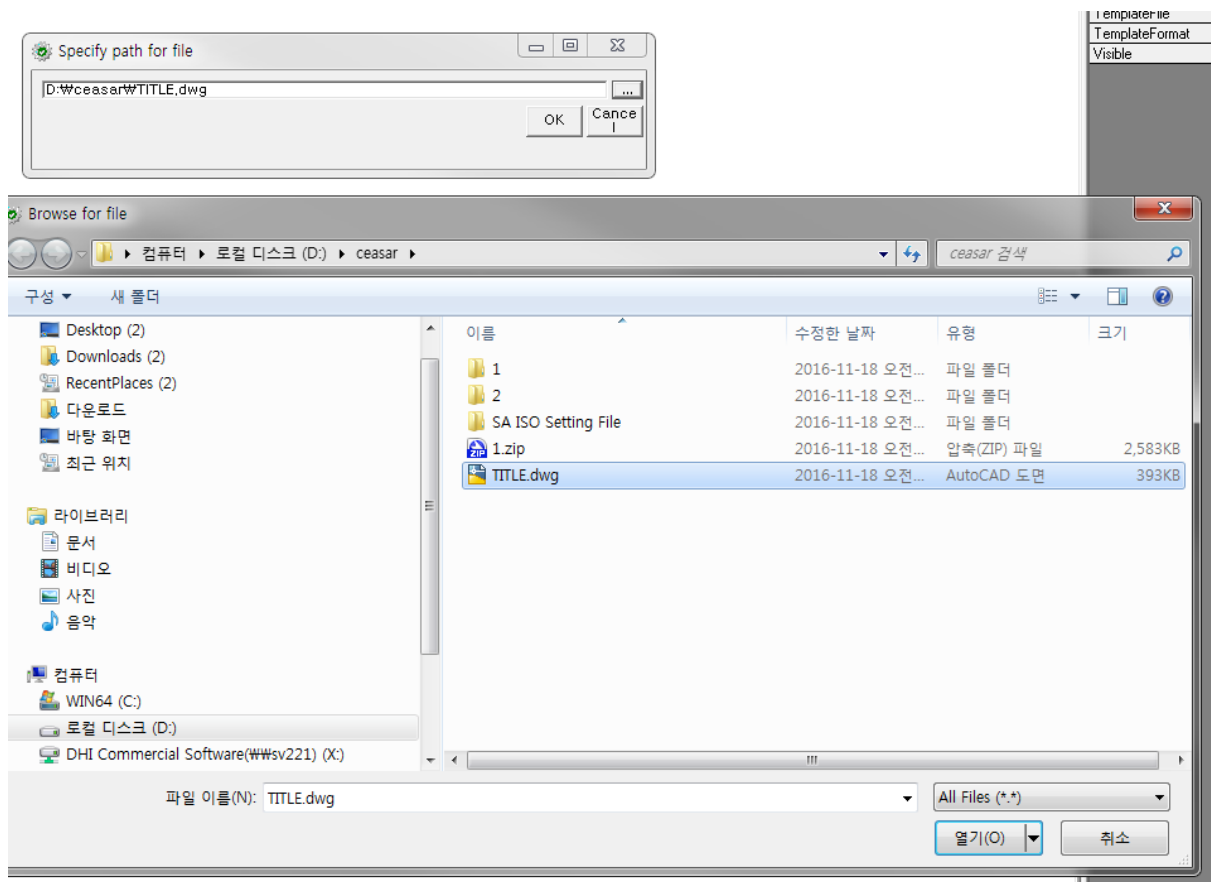 TemplateFile
TemplateFormat
Visible
Specify path for file
D:₩ceasar₩TITLE.dwg
...
OK
Cance
l
Browse for file
컴퓨터 ▸ 로컬 디스크 (D:) ▸ ceasar ▸
ceasar 검색
구성
새 폴더
Desktop (2)
Downloads (2)
RecentPlaces (2)
다운로드
바탕 화면
최근 위치
라이브러리
문서
비디오
사진
음악
컴퓨터
WIN64 (C:)
로컬 디스크 (D:)
DHI Commercial Software(₩₩sv221) (X:)
이름 수정한 날짜 유형 크기
1 2016-11-18 오전... 파일 폴더
2 2016-11-18 오전... 파일 폴더
SA ISO Setting File 2016-11-18 오전... 파일 폴더
1.zip 2016-11-18 오전... 압축(ZIP) 파일 2,583KB
TITLE.dwg 2016-11-18 오전... AutoCAD 도면 393KB
파일 이름(N): TITLE.dwg
All Files (*.*)
열기(O)
취소